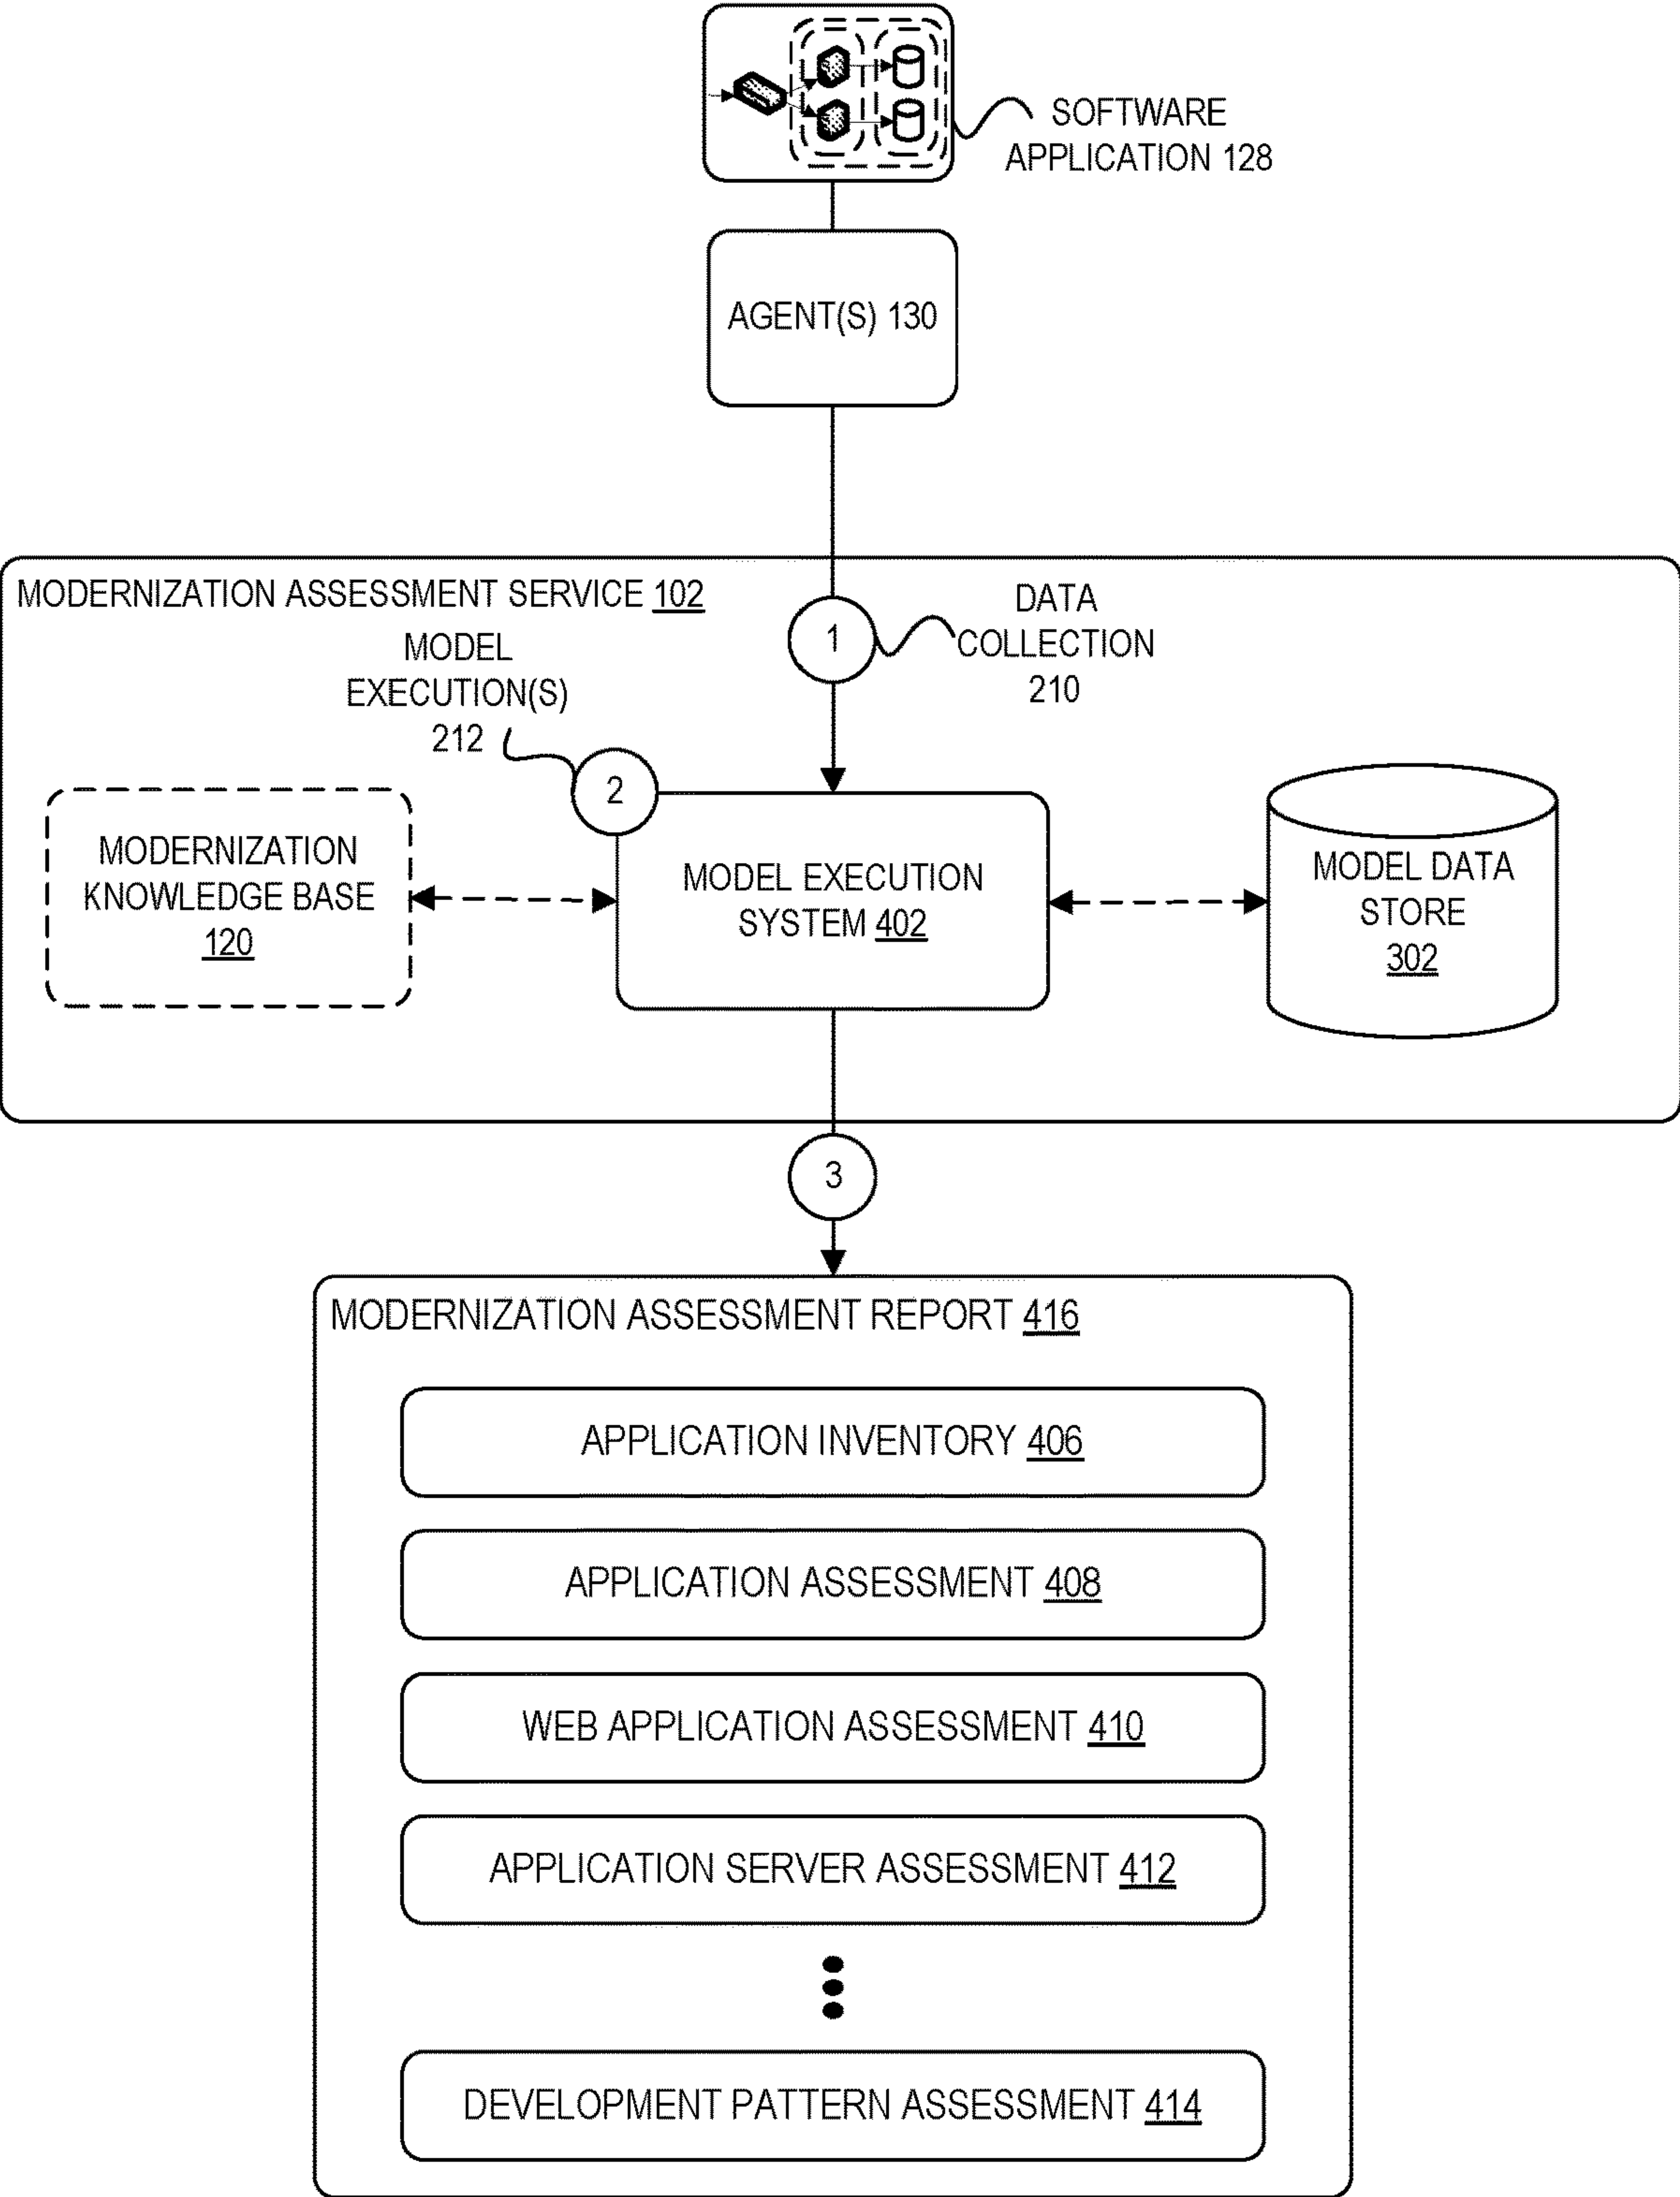 SOFTWARE
APPLICATION 128
AGENT(S) 130
MODERNIZATION ASSESSMENT SERVICE 102
1
DATA
COLLECTION
210
MODEL
EXECUTION(S)
212
2
MODERNIZATION
KNOWLEDGE BASE
120
MODEL EXECUTION
SYSTEM 402
MODEL DATA
STORE
302
3
MODERNIZATION ASSESSMENT REPORT 416
APPLICATION INVENTORY 406
APPLICATION ASSESSMENT 408
WEB APPLICATION ASSESSMENT 410
APPLICATION SERVER ASSESSMENT 412
DEVELOPMENT PATTERN ASSESSMENT 414